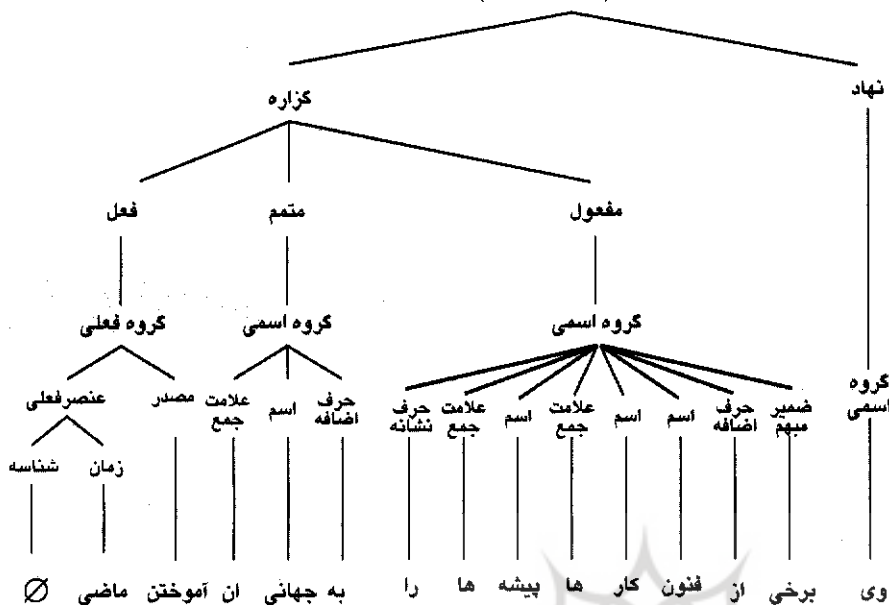 نهاد
گزاره
مفعول متمم فعل
گروه اسمی گروه اسمی گروه فعلی
گروه اسمی
ضمیر مبهم حرف اضافه اسم اسم علامت جمع اسم علامت جمع حرف نشانه حرف اضافه اسم علامت جمع مصدر عنصرفعلی
زمان شناسه
وی برخی از فنون کار ها پیشه ها را به جهانی ان آموختن ماضی Ø